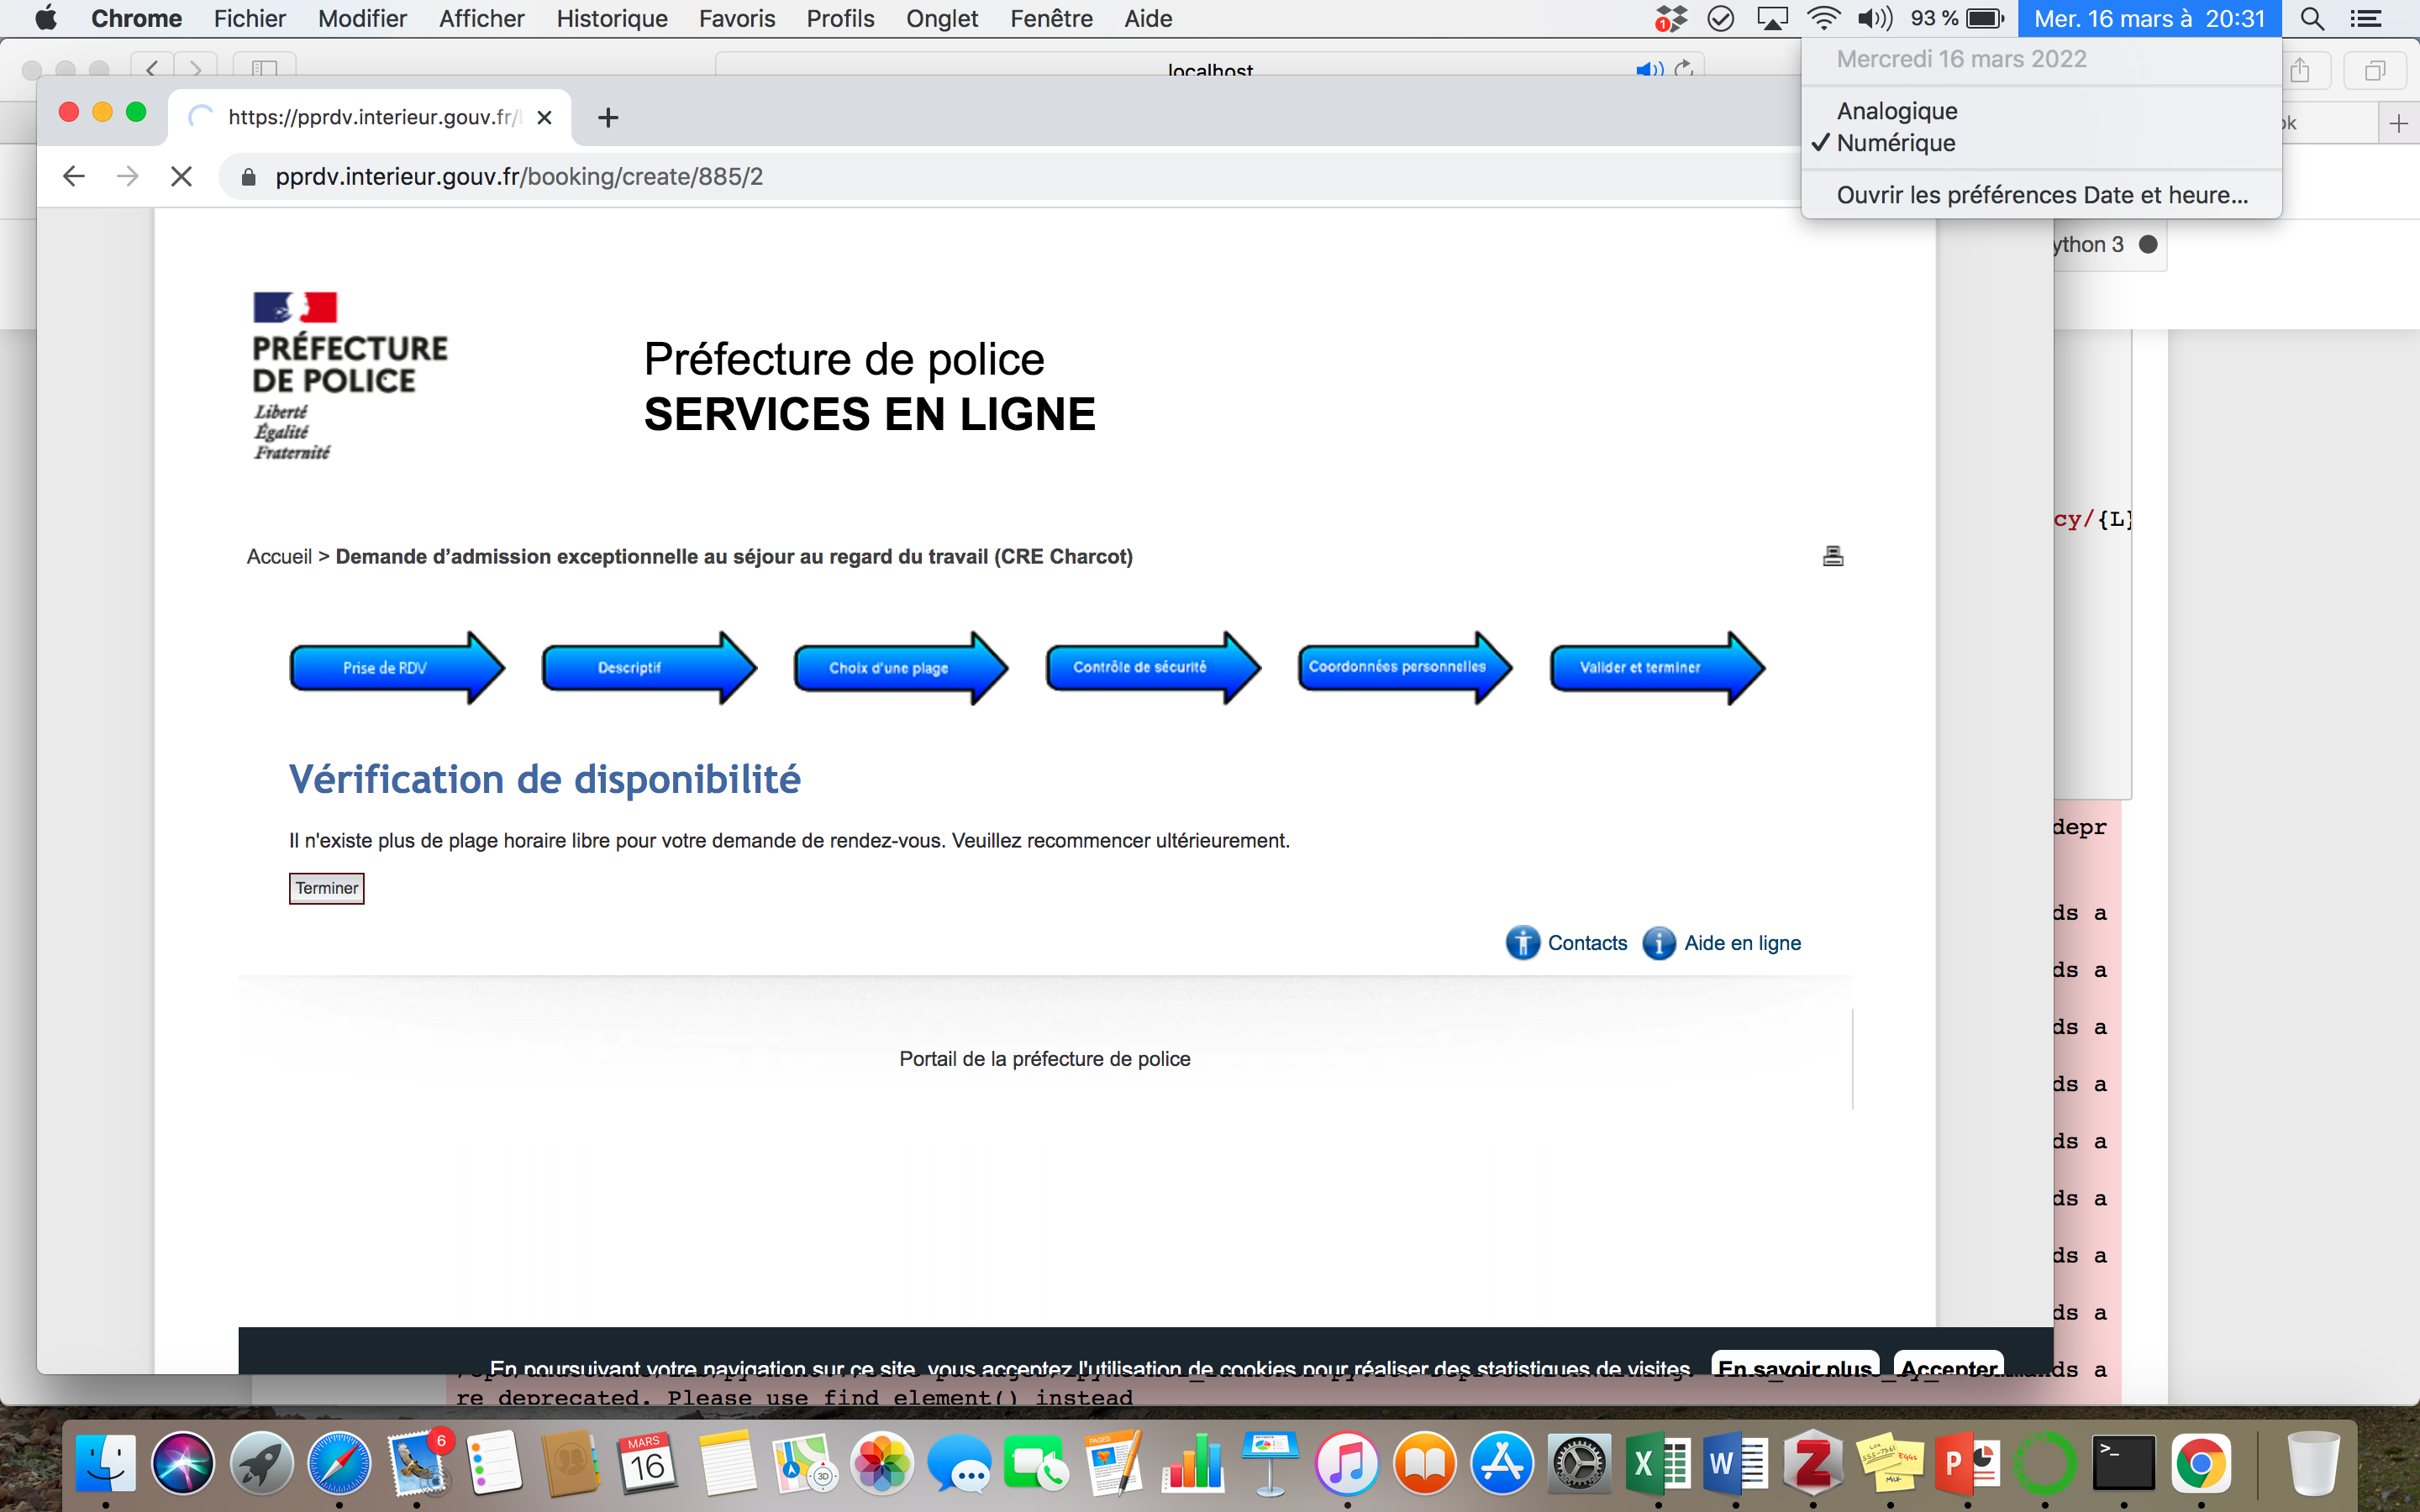 Chrome Fichier Modifier Afficher Historique Favoris Profils Onglet Fenêtre Aide 1 93 % Mer. 16 mars à 20:31
Mercredi 16 mars 2022
Analogique
✓ Numérique
Ouvrir les préférences Date et heure...
localhost
https://pprdv.interieur.gouv.fr/
pprdv.interieur.gouv.fr/booking/create/885/2
ython 3
PRÉFECTURE
DE POLICE
Liberté
Égalité
Fraternité
Préfecture de police
SERVICES EN LIGNE
cy/{L}
Accueil > Demande d'admission exceptionnelle au séjour au regard du travail (CRE Charcot)
Prise de RDV Descriptif Choix d'une plage Contrôle de sécurité Coordonnées personnelles Valider et terminer
Vérification de disponibilité
depr
Il n'existe plus de plage horaire libre pour votre demande de rendez-vous. Veuillez recommencer ultérieurement.
Terminer
ds a
Contacts Aide en ligne
ds a
ds a
Portail de la préfecture de police
ds a
ds a
ds a
ds a
ds a
En poursuivant votre navigation sur ce site, vous acceptez l'utilisation de cookies pour réaliser des statistiques de visites. En savoir plus Accepter
ds a
re deprecated. Please use find_element() instead
6
MARS
16
3D
PAGES
X
W
Z
P
>_